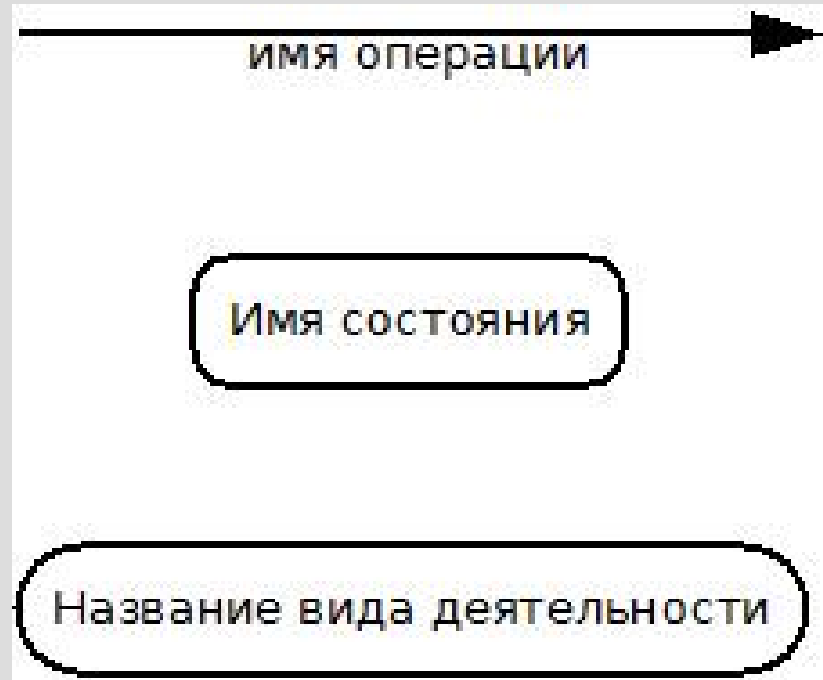 имя операции
Имя состояния
Название вида деятельности